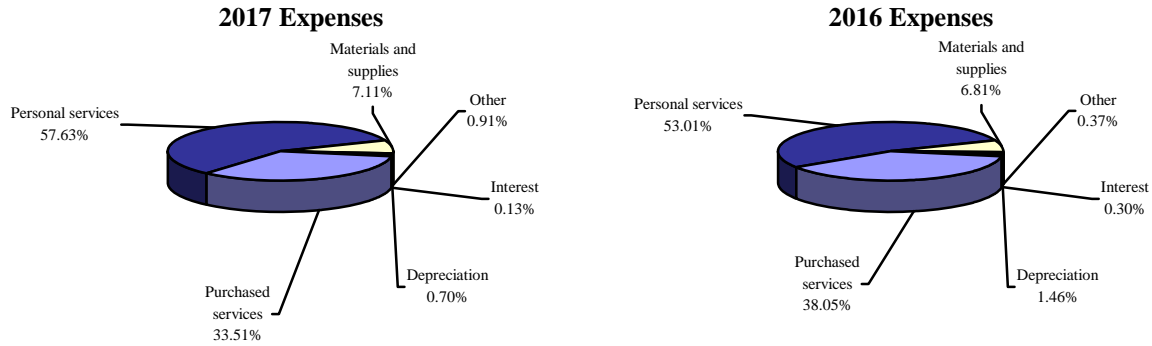 2017 Expenses
Materials and
supplies
7.11%
Personal services
57.63%
Other
0.91%
Interest
0.13%
Depreciation
0.70%
Purchased
services
33.51%
2016 Expenses
Materials and
supplies
6.81%
Personal services
53.01%
Other
0.37%
Interest
0.30%
Depreciation
1.46%
Purchased
services
38.05%